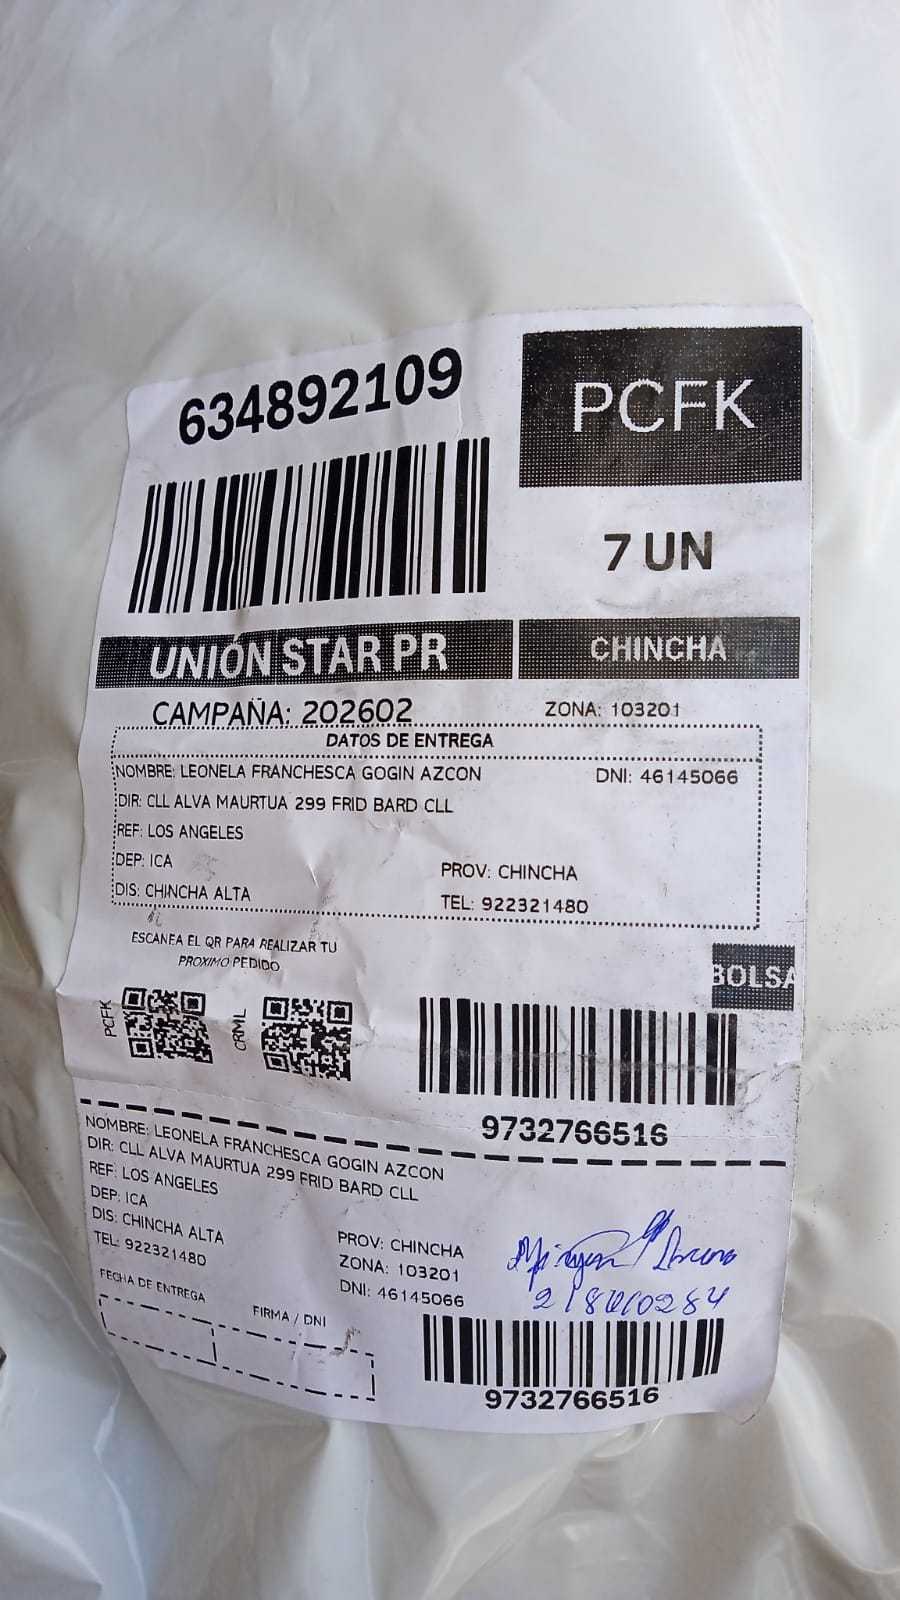 634892109
PCFK
7 UN
UNIÓN STAR PR
CHINCHA
CAMPAÑA: 202602
ZONA: 103201
DATOS DE ENTREGA
NOMBRE: LEONELA FRANCHESCA GOGIN AZCON
DNI: 46145066
DIR: CLL ALVA MAURTUA 299 FRID BARD CLL
REF: LOS ANGELES
DEP: ICA
PROV: CHINCHA
DIS: CHINCHA ALTA
TEL: 922321480
ESCANEA EL QR PARA REALIZAR TU
PROXIMO PEDIDO
BOLSA
PCFK
CRML
9732766516
NOMBRE: LEONELA FRANCHESCA GOGIN AZCON
DIR: CLL ALVA MAURTUA 299 FRID BARD CLL
REF: LOS ANGELES
DEP: ICA
DIS: CHINCHA ALTA
PROV: CHINCHA
TEL: 922321480
ZONA: 103201
DNI: 46145066
FECHA DE ENTREGA
FIRMA / DNI
9732766516